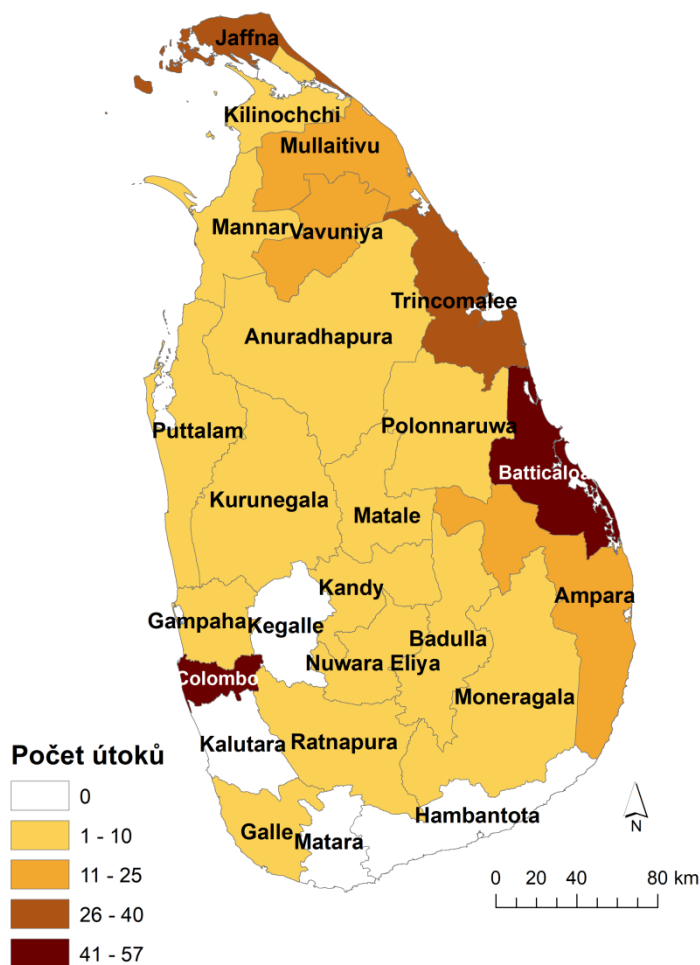 Jaffna
Kilinochchi
Mullaitivu
Mannar
Vavuniya
Trincomalee
Anuradhapura
Puttalam
Polonnaruwa
Batticaloa
Kurunegala
Matale
Kandy
Ampara
Gampaha
Kegalle
Badulla
Nuwara Eliya
Colombo
Moneragala
Kalutara
Ratnapura
Hambantota
Galle
Matara
Počet útoků
0
1 - 10
11 - 25
26 - 40
41 - 57
N
0 10 20 40 60 80 km